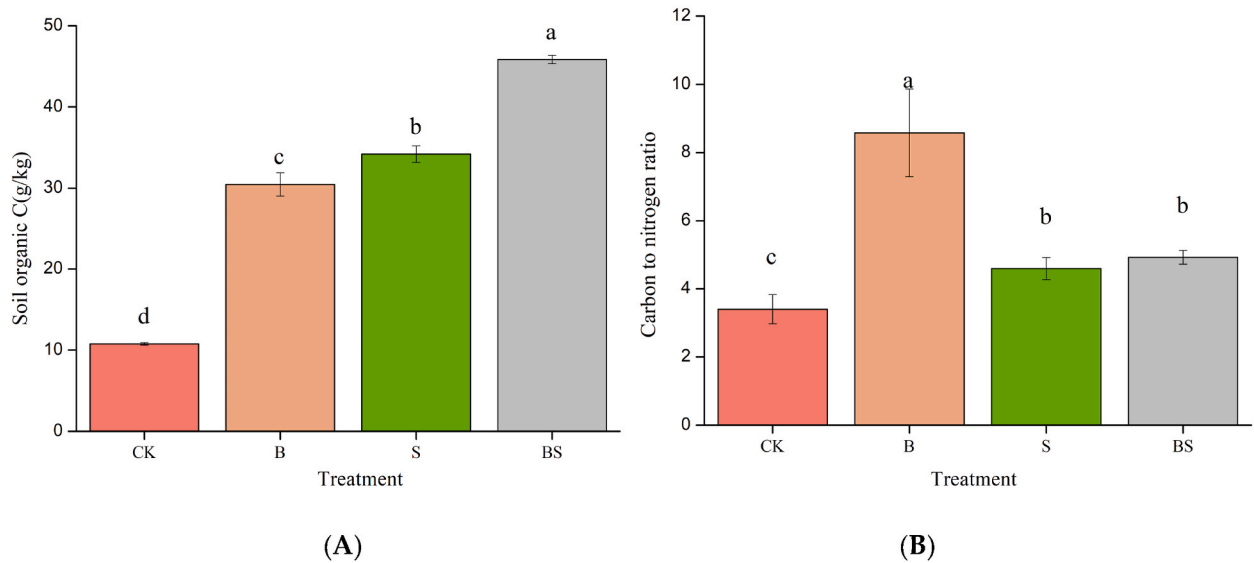 50
40
30
20
10
0
Soil organic C(g/kg)
d
c
b
a
CK
B
S
BS
Treatment
(A)
12
10
8
6
4
2
0
Carbon to nitrogen ratio
c
a
b
b
CK
B
S
BS
Treatment
(B)